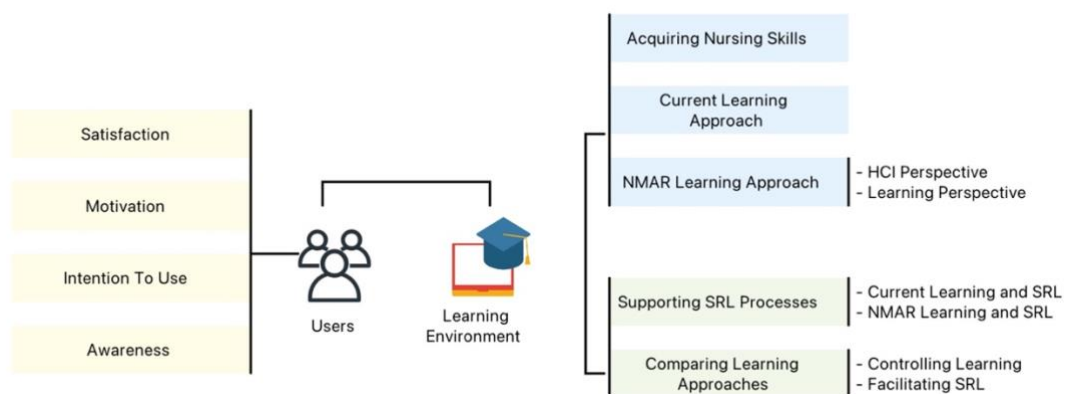 Satisfaction
Motivation
Intention To Use
Awareness
Users
Learning
Environment
Acquiring Nursing Skills
Current Learning
Approach
NMAR Learning Approach
- HCI Perspective
- Learning Perspective
Supporting SRL Processes
- Current Learning and SRL
- NMAR Learning and SRL
Comparing Learning
Approaches
- Controlling Learning
- Facilitating SRL